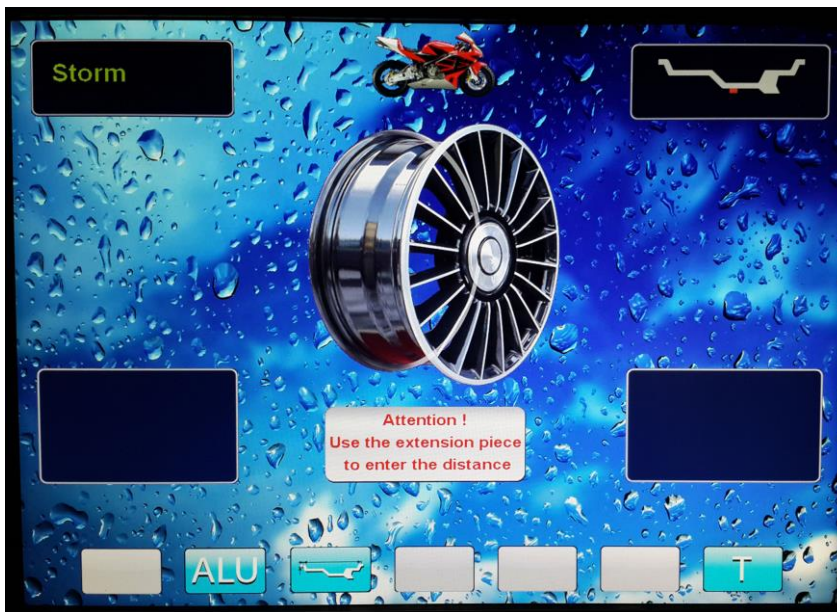 Storm
Attention !
Use the extension piece
to enter the distance
ALU
T